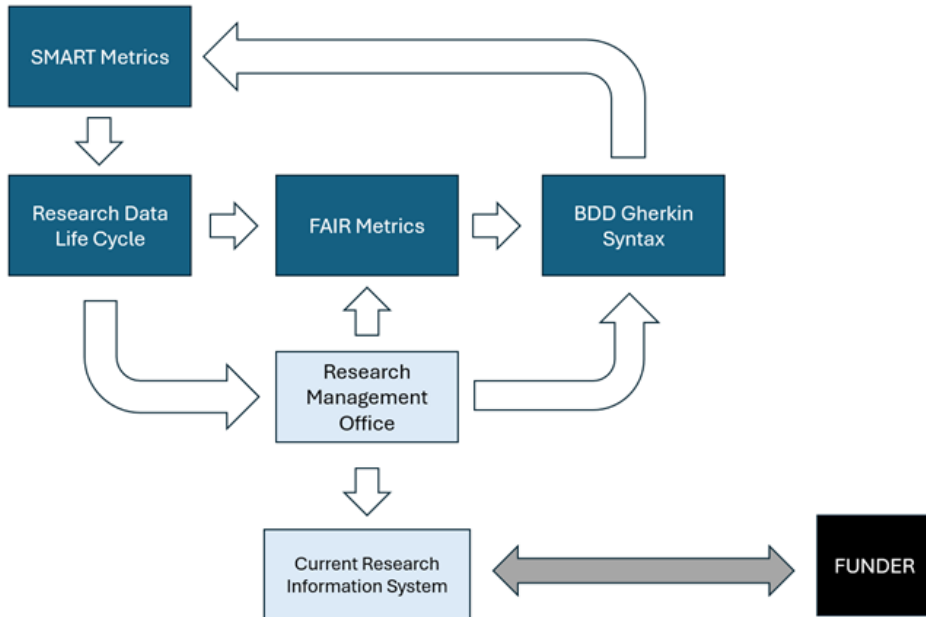 SMART Metrics
Research Data
Life Cycle
FAIR Metrics
BDD Gherkin
Syntax
Research
Management
Office
Current Research
Information System
FUNDER